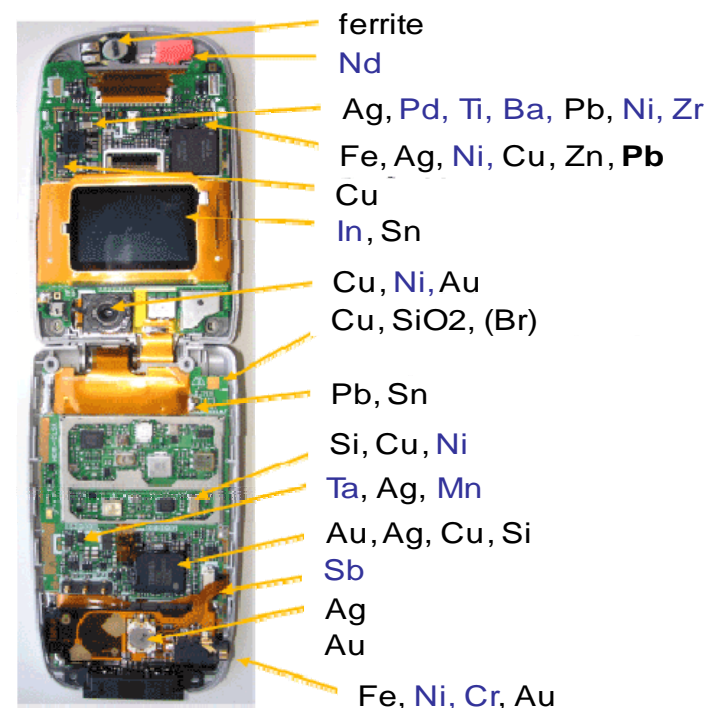 ferrite
Nd
Ag, Pd, Ti, Ba, Pb, Ni, Zr
Fe, Ag, Ni, Cu, Zn, Pb
Cu
In, Sn
Cu, Ni, Au
Cu, SiO2, (Br)
Pb, Sn
Si, Cu, Ni
Ta, Ag, Mn
Au, Ag, Cu, Si
Sb
Ag
Au
Fe, Ni, Cr, Au